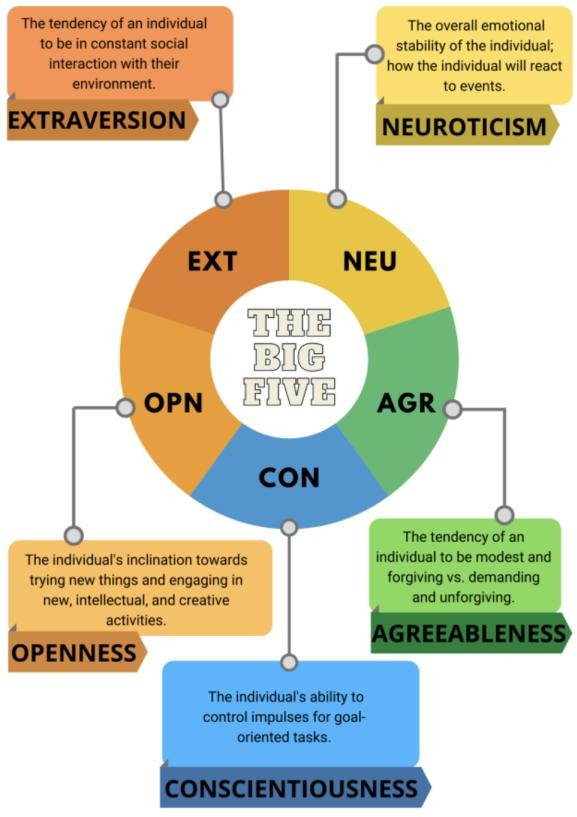 The tendency of an individual
to be in constant social
interaction with their
environment.
EXTRAVERSION
The overall emotional
stability of the individual;
how the individual will react
to events.
NEUROTICISM
EXT
NEU
THE
BIG
FIVE
OPN
AGR
CON
The individual's inclination towards
trying new things and engaging in
new, intellectual, and creative
activities.
OPENNESS
The tendency of an
individual to be modest and
forgiving vs. demanding
and unforgiving.
AGREEABLENESS
The individual's ability to
control impulses for goal-
oriented tasks.
CONSCIENTIOUSNESS